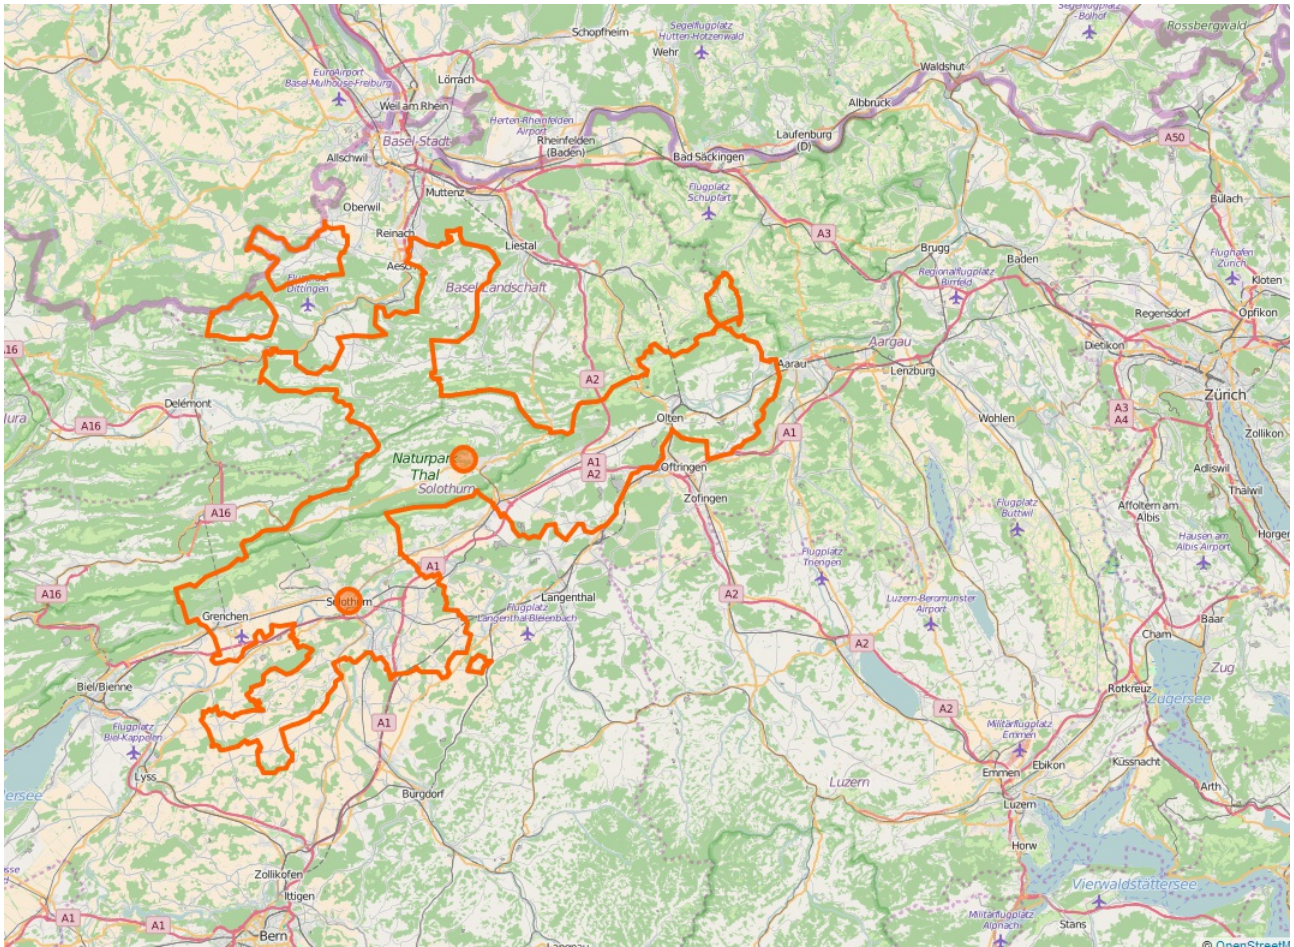 Segelflugplatz
- Bolhof
Rossbergwald
Schopfheim
Segelflugplatz
Hütten-Hotzenwald
Wehr
Waldshut
EuroAirport
Basel-Mulhouse-Freiburg
Lörrach
Weil am Rhein
Albbruck
Herten-Rheinfelden
Airport
Laufenburg
(D)
A50
Basel-Stadt
Rheinfelden
(Baden)
Allschwil
Bad Säckingen
Muttenz
Flugplatz
Schupfart
Bülach
Oberwil
Reinach
Liestal
A3
Brugg
Baden
Flughafen
Zürich
Kloten
Aesch
Regionalflugplatz
Birrfeld
Dittingen
Basel-Landschaft
Regensdorf
Opfikon
A16
Aargau
Dietikon
Aarau
Lenzburg
A2
Zürich
Delémont
Jura
A16
A3
A4
Wohlen
Olten
A1
Zollikon
Naturpark
Thal
Solothurn
A1
A2
Oftringen
Adliswil
Zofingen
Thalwil
A16
Flugplatz
Buttwil
Affoltern am
Albis
Horgen
Hausen am
Albis Airport
A1
Flugplatz
Triengen
A16
A2
Langenthal
Solothurn
Luzern-Beromünster
Airport
Grenchen
Flugplatz
Langenthal-Bleienbach
Baar
Cham
A2
Zug
Biel/Bienne
Rotkreuz
Zugersee
A2
Flugplatz
Biel-Kappelen
A1
Militärflugplatz
Emmen
Lyss
Ebikon
Küssnacht
Emmen
Luzern
Burgdorf
Arth
Luzern
Horw
Zollikofen
Ittigen
Vierwaldstättersee
A1
A1
Militärflugplatz
Alpnach
Stans
Bern
Langnau
© OpenStreetM